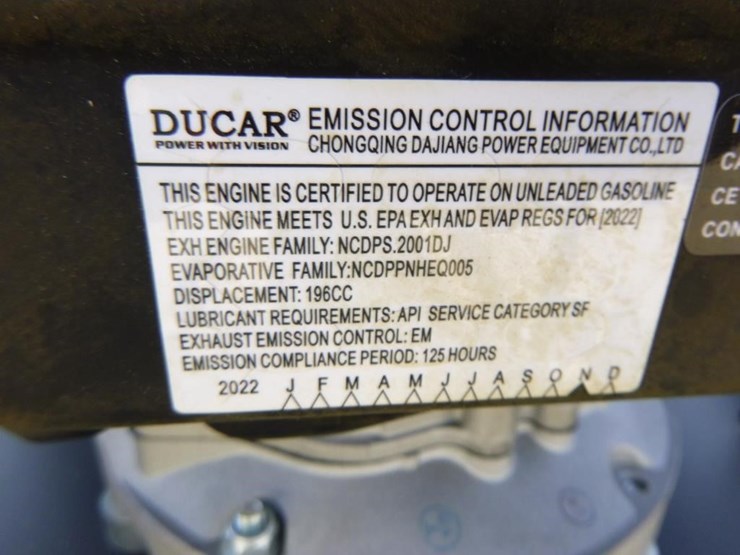 DUCAR® EMISSION CONTROL INFORMATION
POWER WITH VISION CHONGQING DAJIANG POWER EQUIPMENT CO.,LTD
THIS ENGINE IS CERTIFIED TO OPERATE ON UNLEADED GASOLINE
THIS ENGINE MEETS U.S. EPA EXH AND EVAP REGS FOR [2022]
EXH ENGINE FAMILY: NCDPS.2001DJ
EVAPORATIVE FAMILY:NCDPPNHEQ005
DISPLACEMENT: 196CC
LUBRICANT REQUIREMENTS: API SERVICE CATEGORY SF
EXHAUST EMISSION CONTROL: EM
EMISSION COMPLIANCE PERIOD: 125 HOURS
2022 J F M A M J J A S O N D